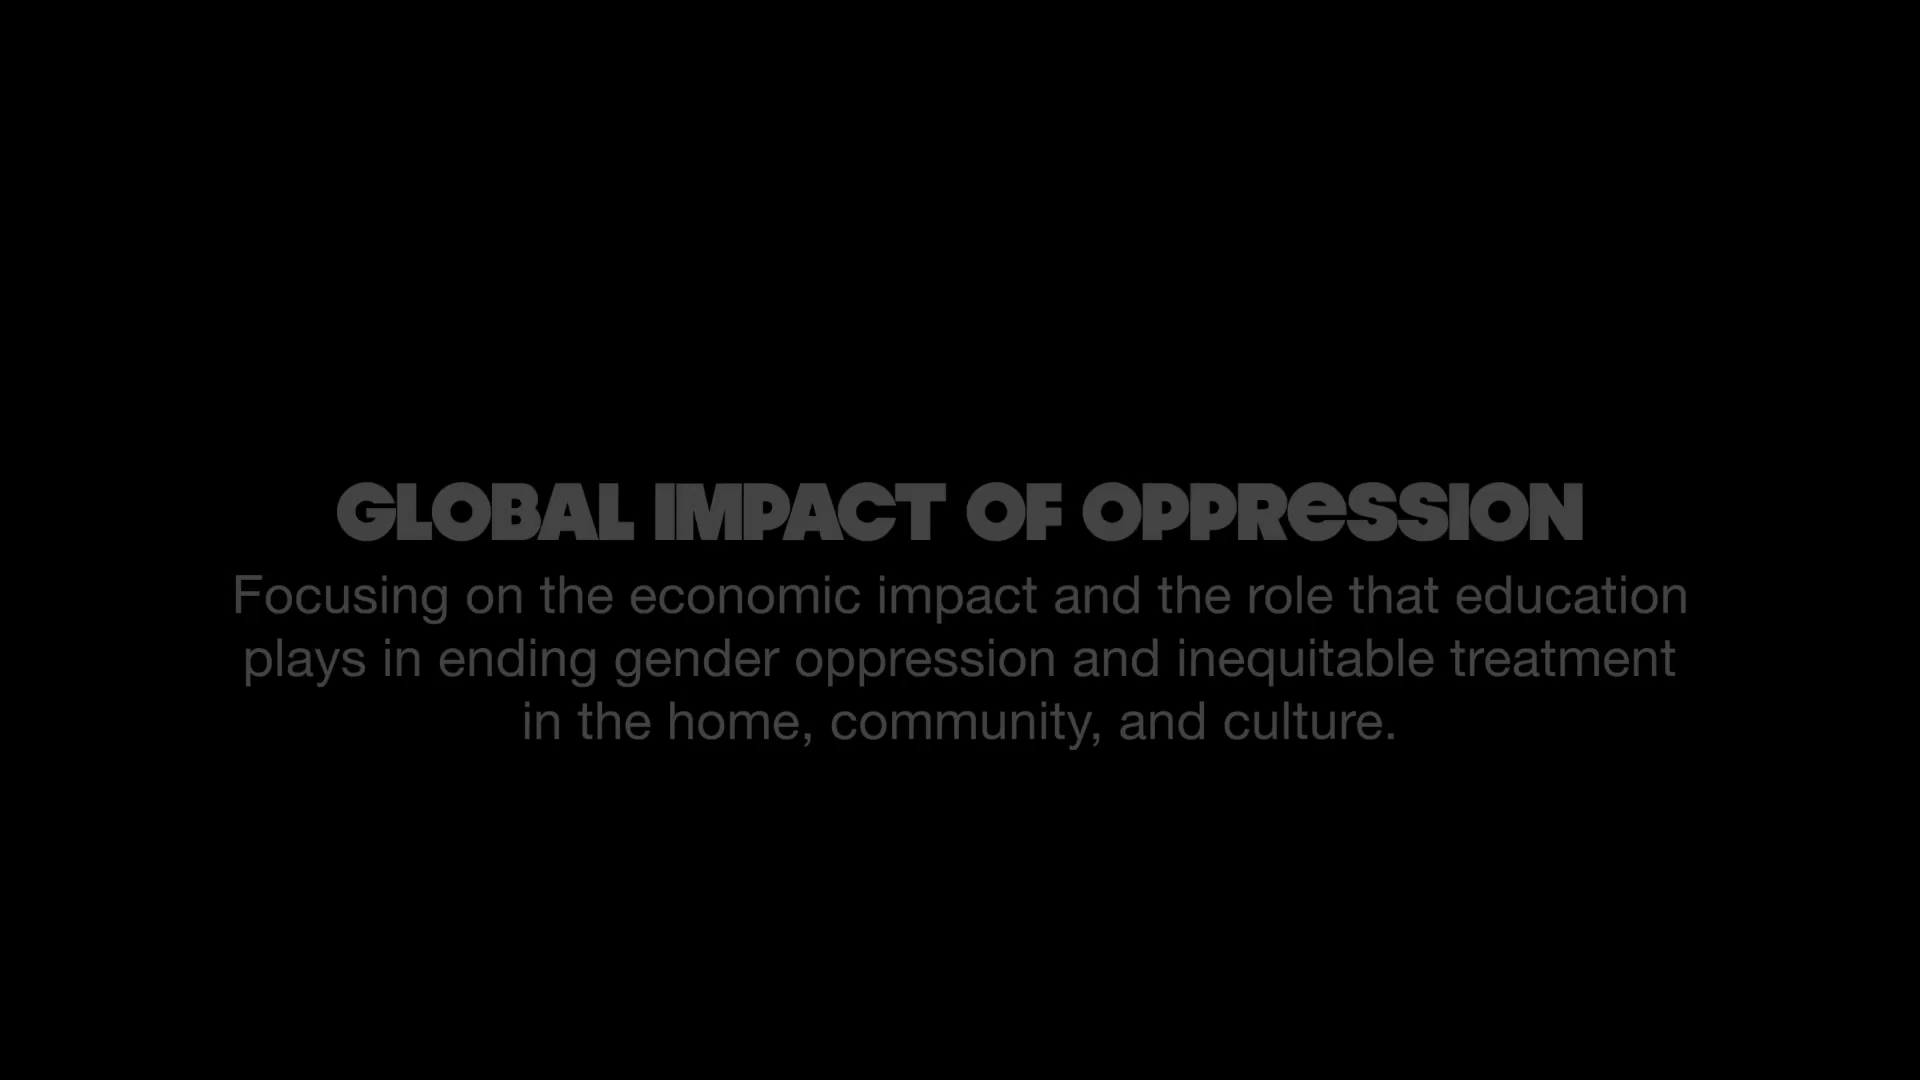 GLOBAL IMPACT OF OPPReSSION
Focusing on the economic impact and the role that education
plays in ending gender oppression and inequitable treatment
in the home, community, and culture.